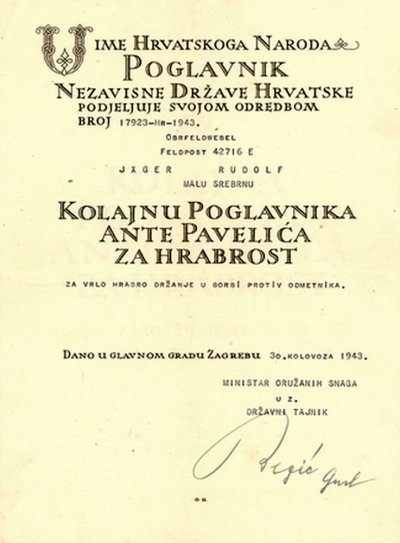 U IME HRVATSKOGA NARODA
POGLAVNIK
NEZAVISNE DRŽAVE HRVATSKE
PODJELJUJE SVOJOM ODREDBOM
BROJ 17923-HR-1943.
OBRFELDWEBEL
FELDPOST 42716 E
JXGER RUDOLF
MALU SREBRNU
KOLAJNU POGLAVNIKA
ANTE PAVELIĆA
ZA HRABROST
ZA VRLO HRABRO DRŽANJE U BORBI PROTIV ODMETNIKA.
DANO U GLAVNOM GRADU ZAGREBU 30.KOLOVOZA 1943.
MINISTAR ORUŽANIH SNAGA
U Z.
DRŽAVNI TAJNIK